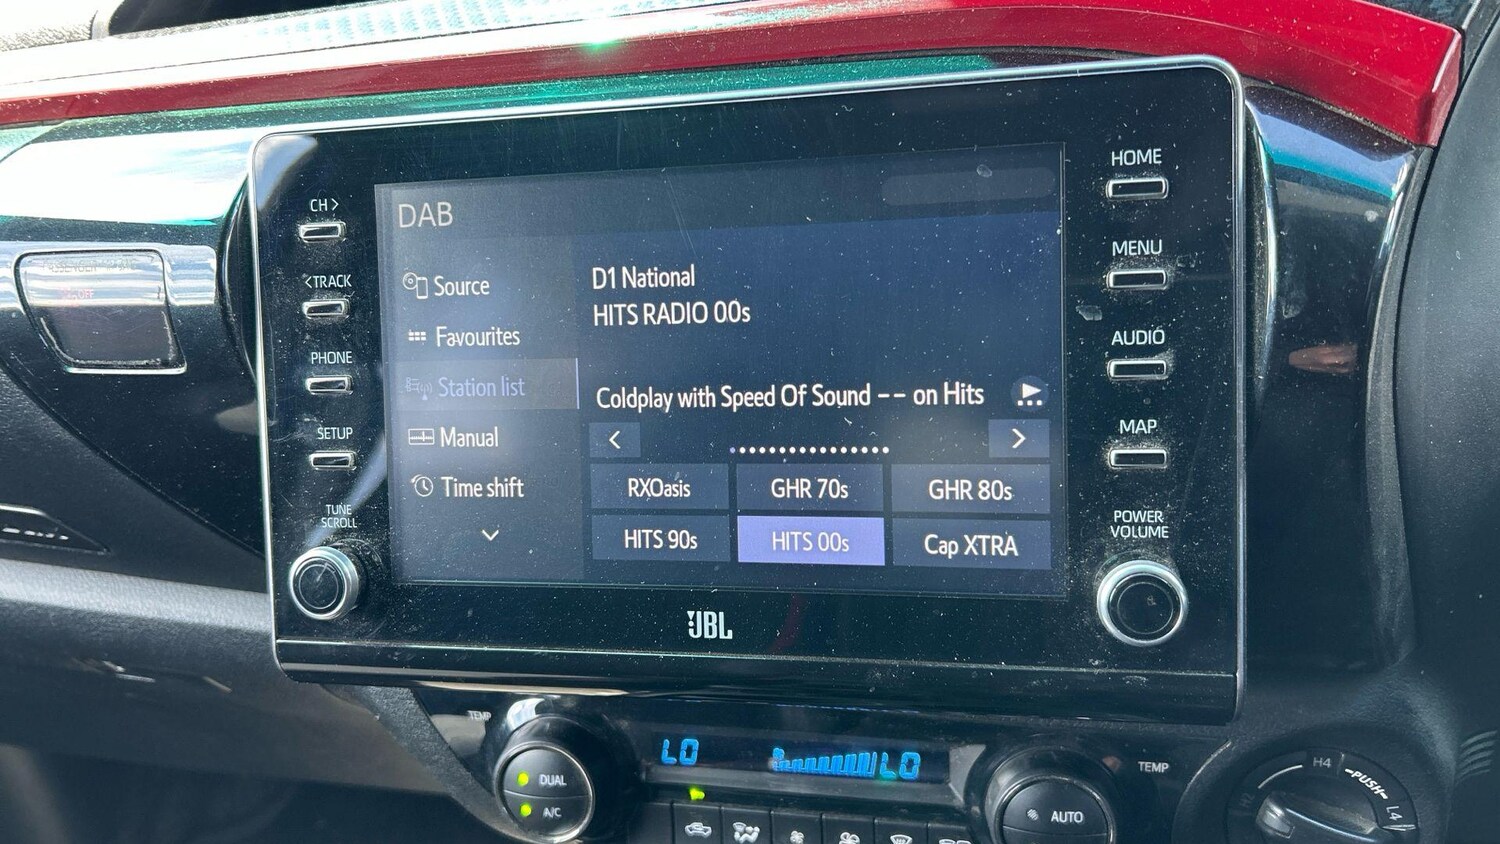 CH >
< TRACK
PHONE
SETUP
TUNE
SCROLL
DAB
Source
Favourites
Station list
Manual
Time shift
D1 National
HITS RADIO 00s
Coldplay with Speed Of Sound -- on Hits
<
>
RXOasis
GHR 70s
GHR 80s
HITS 90s
HITS 00s
Cap XTRA
HOME
MENU
AUDIO
MAP
POWER
VOLUME
JBL
TEMP
DUAL
A/C
LO
LO
AUTO
TEMP
H4
-PUSH-
L4